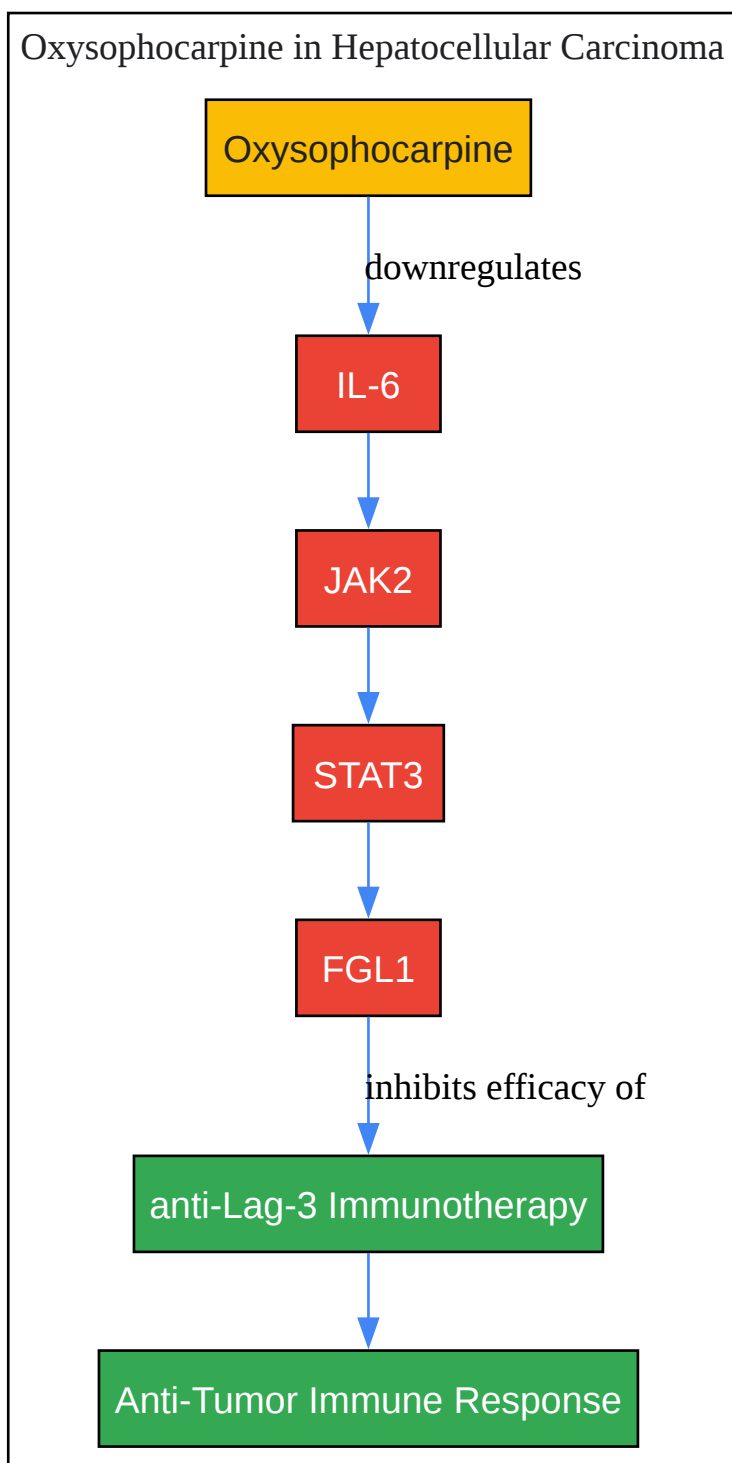 Oxysophocarpine in Hepatocellular Carcinoma
Oxysophocarpine
downregulates
IL-6
JAK2
STAT3
FGL1
inhibits efficacy of
anti-Lag-3 Immunotherapy
Anti-Tumor Immune Response